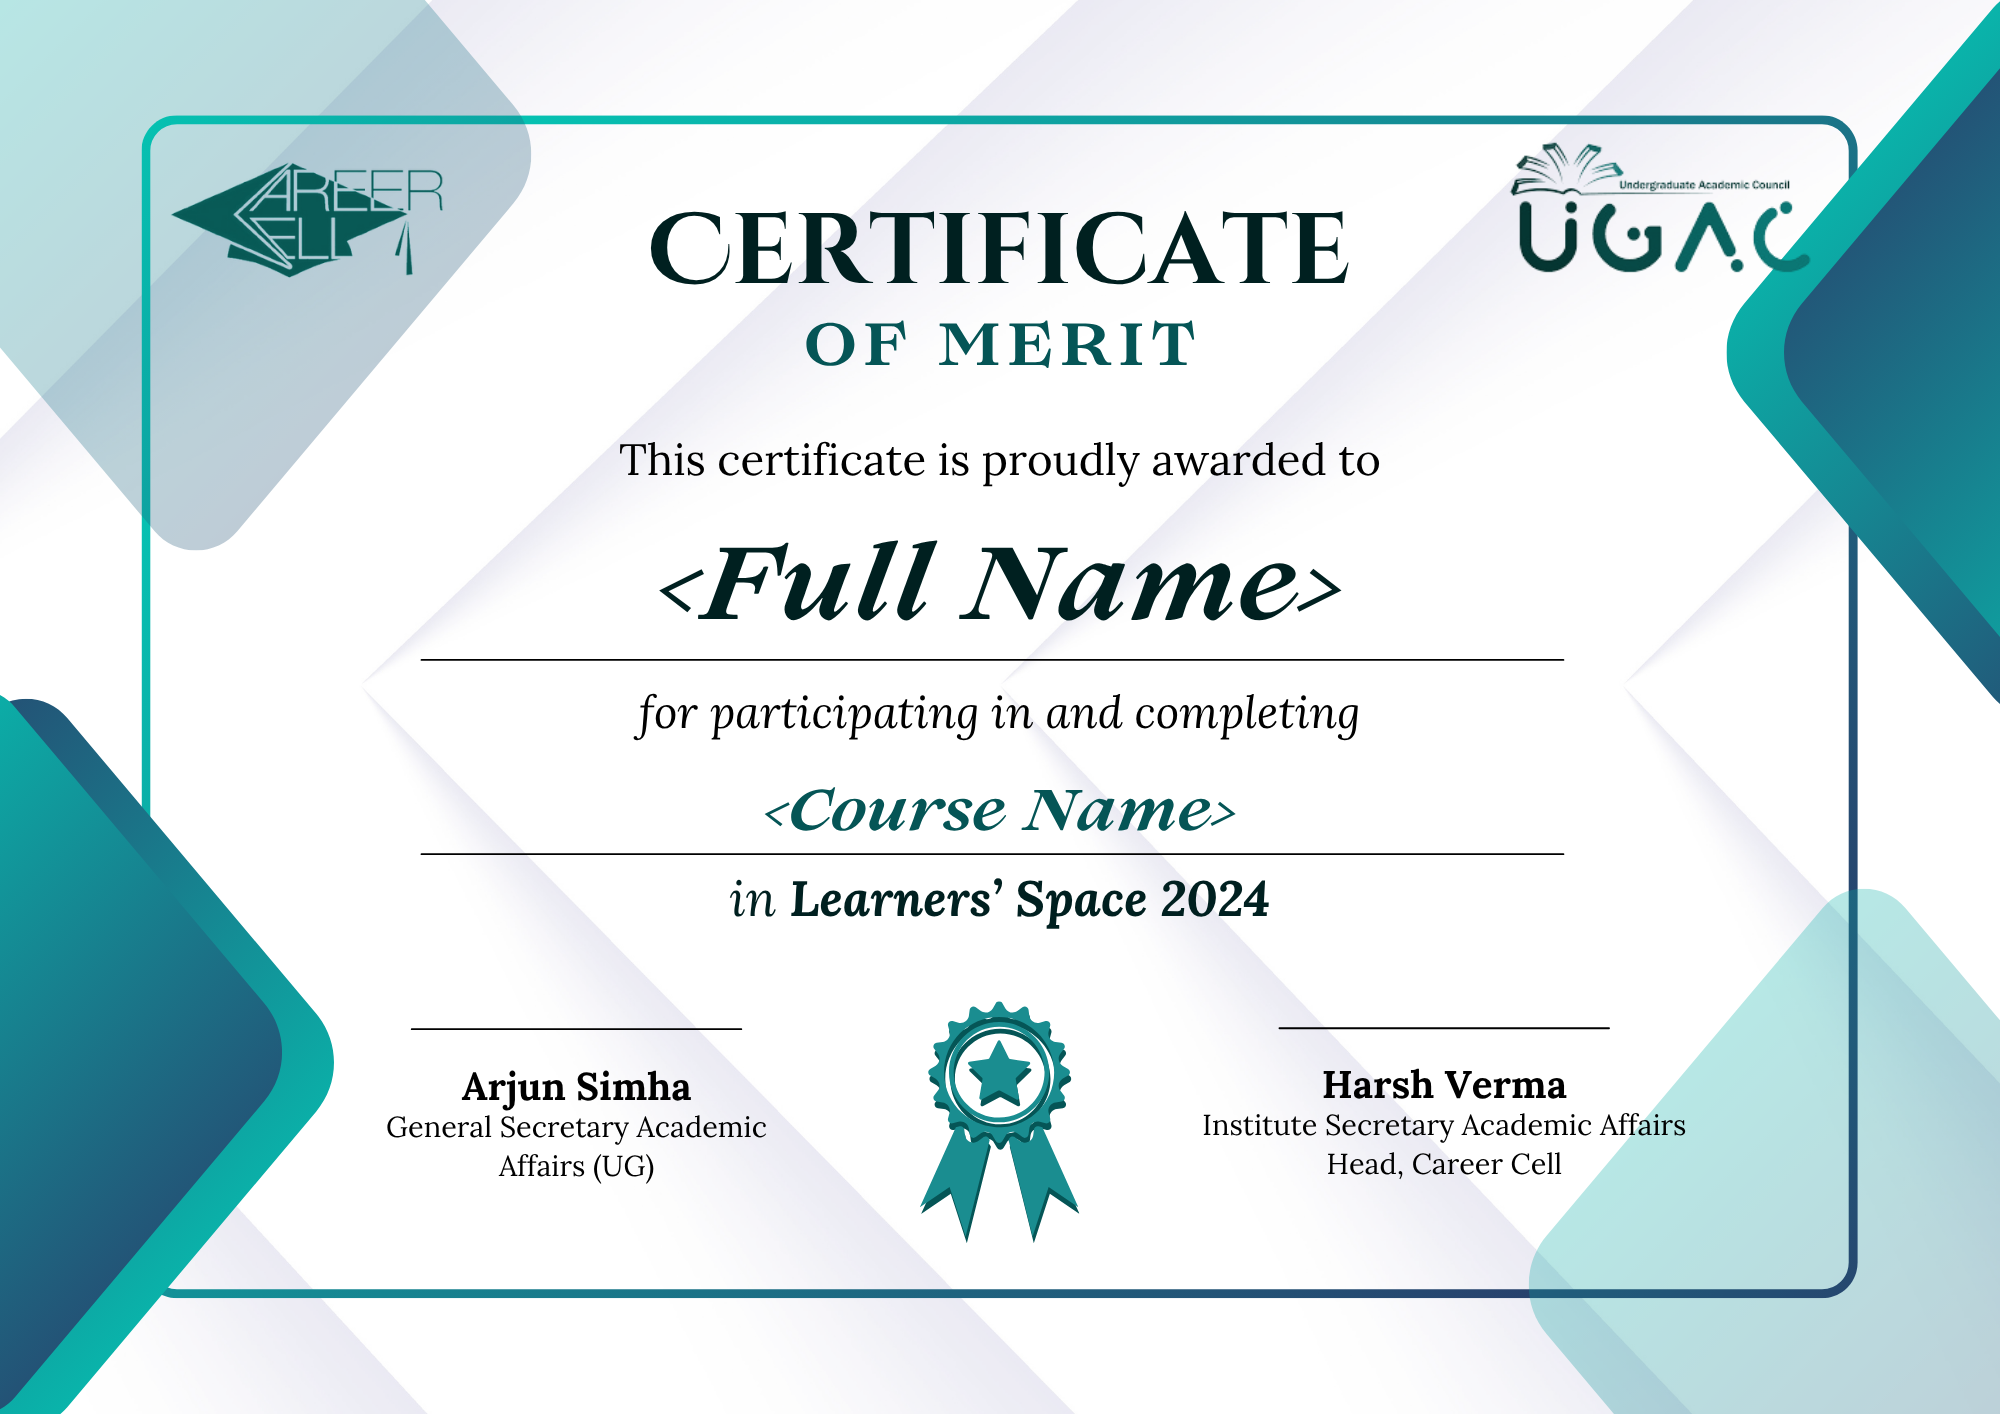 CAREER
CELL
Undergraduate Academic Council
UGAC
CERTIFICATE
OF MERIT
This certificate is proudly awarded to
<Full Name>
for participating in and completing
<Course Name>
in Learners’ Space 2024
Arjun Simha
General Secretary Academic
Affairs (UG)
Harsh Verma
Institute Secretary Academic Affairs
Head, Career Cell